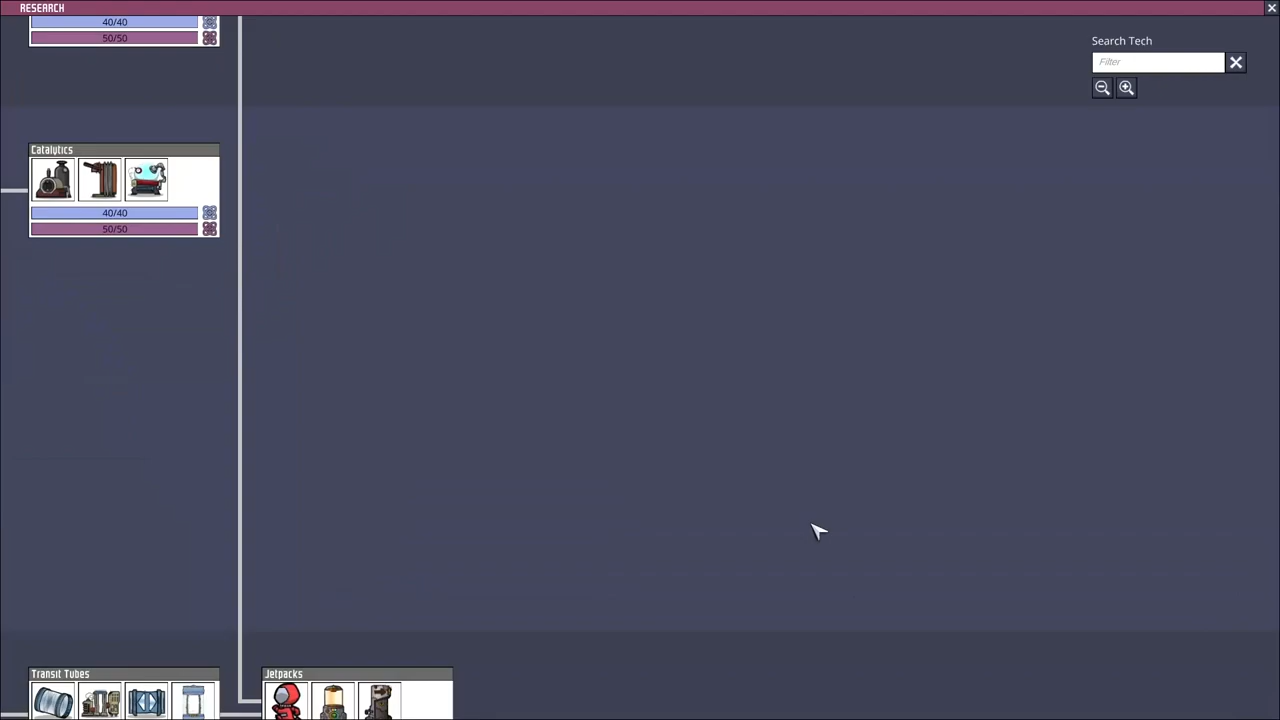 RESEARCH
40/40
50/50
Search Tech
Filter
Catalytics
40/40
50/50
Transit Tubes
Jetpacks